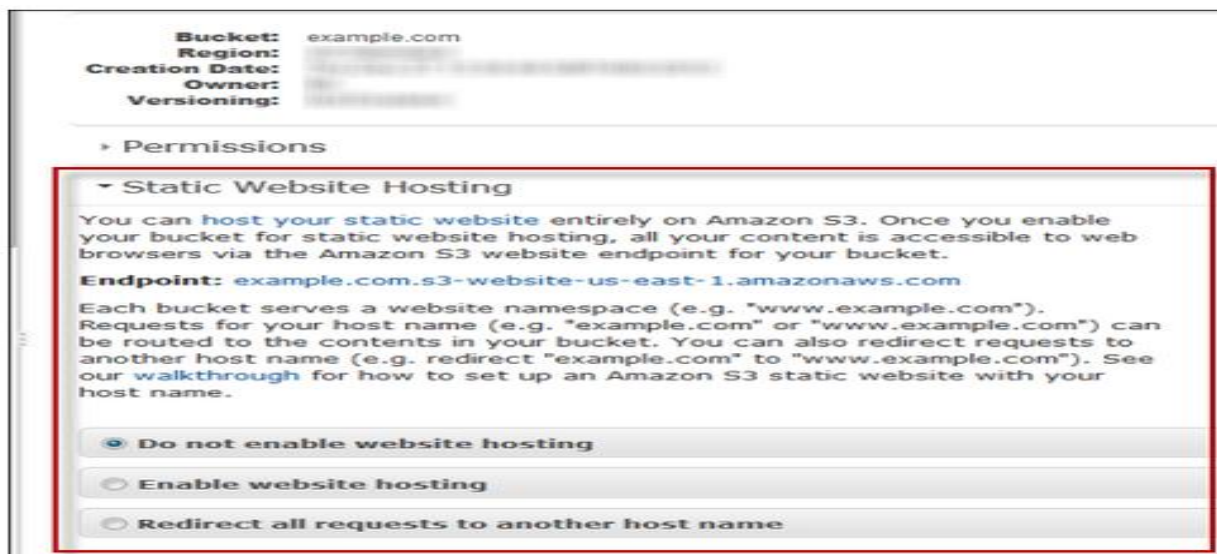 Bucket: example.com
Region:
Creation Date:
Owner:
Versioning:
Permissions
Static Website Hosting
You can host your static website entirely on Amazon S3. Once you enable
your bucket for static website hosting, all your content is accessible to web
browsers via the Amazon S3 website endpoint for your bucket.
Endpoint: example.com.s3-website-us-east-1.amazonaws.com
Each bucket serves a website namespace (e.g. "www.example.com").
Requests for your host name (e.g. "example.com" or "www.example.com") can
be routed to the contents in your bucket. You can also redirect requests to
another host name (e.g. redirect "example.com" to "www.example.com"). See
our walkthrough for how to set up an Amazon S3 static website with your
host name.
Do not enable website hosting
Enable website hosting
Redirect all requests to another host name